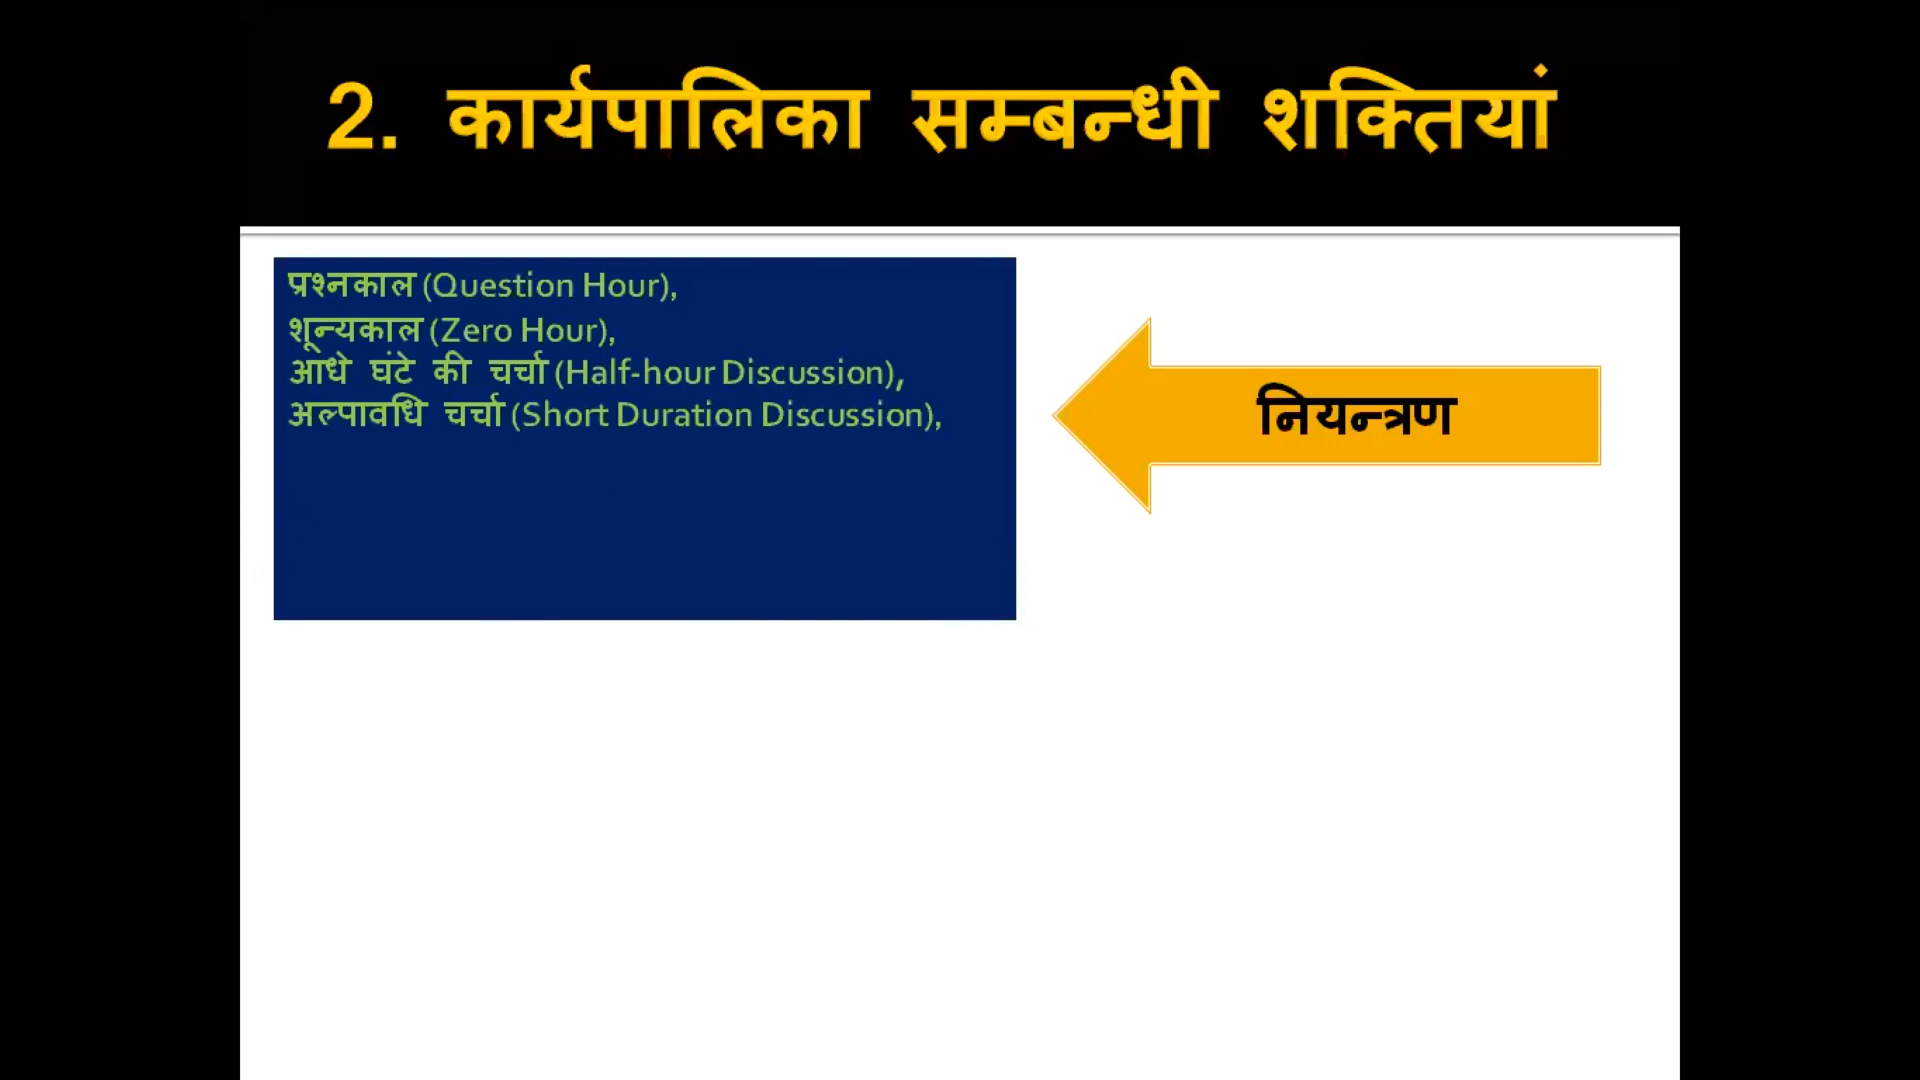 2. कार्यपालिका सम्बन्धी शक्तियां
प्रश्नकाल (Question Hour),
शून्यकाल (Zero Hour),
आधे घंटे की चर्चा (Half-hour Discussion),
अल्पावधि चर्चा (Short Duration Discussion),
नियन्त्रण